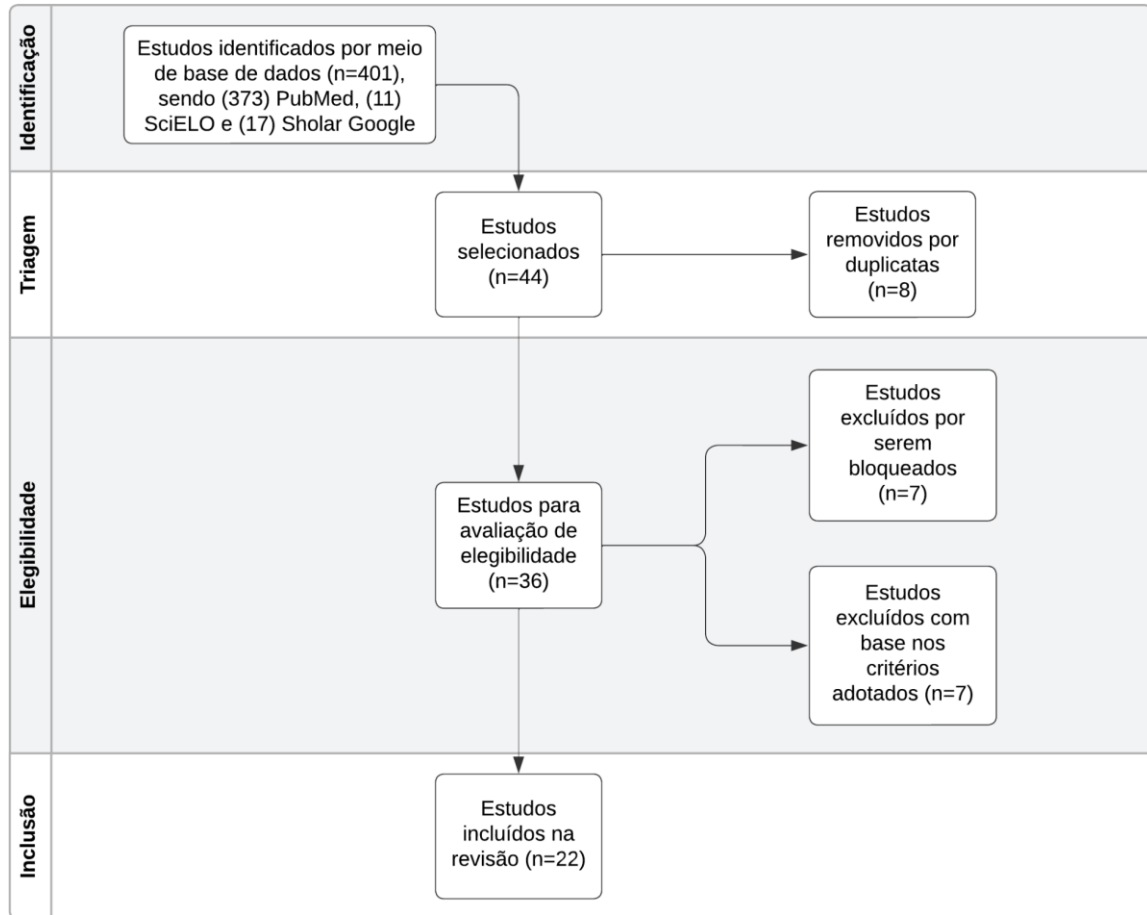 Identificação
Estudos identificados por meio
de base de dados (n=401),
sendo (373) PubMed, (11)
SciELO e (17) Sholar Google
Triagem
Estudos
selecionados
(n=44)
Estudos
removidos por
duplicatas
(n=8)
Elegibilidade
Estudos
excluídos por
serem
bloqueados
(n=7)
Estudos para
avaliação de
elegibilidade
(n=36)
Estudos
excluídos com
base nos
critérios
adotados (n=7)
Inclusão
Estudos
incluídos na
revisão (n=22)